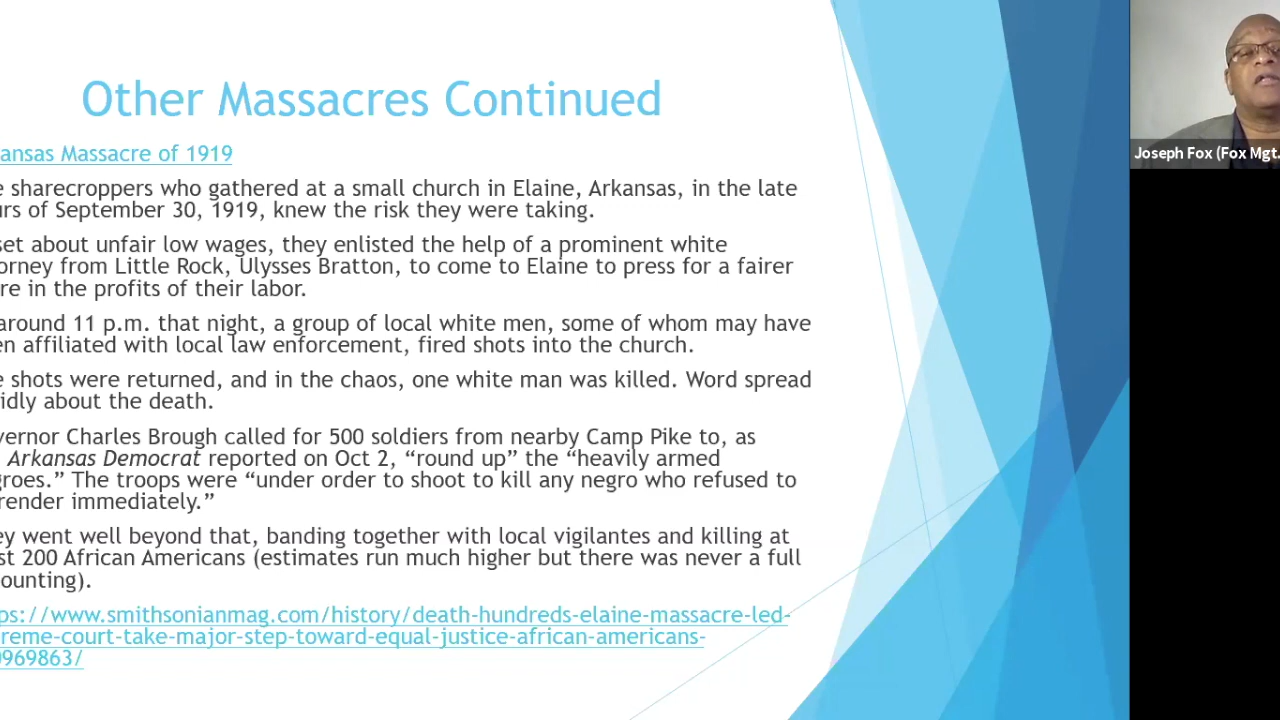 Other Massacres Continued
ansas Massacre of 1919
e sharecroppers who gathered at a small church in Elaine, Arkansas, in the late
urs of September 30, 1919, knew the risk they were taking.
set about unfair low wages, they enlisted the help of a prominent white
orney from Little Rock, Ulysses Bratton, to come to Elaine to press for a fairer
re in the profits of their labor.
around 11 p.m. that night, a group of local white men, some of whom may have
en affiliated with local law enforcement, fired shots into the church.
e shots were returned, and in the chaos, one white man was killed. Word spread
idly about the death.
vernor Charles Brough called for 500 soldiers from nearby Camp Pike to, as
Arkansas Democrat reported on Oct 2, “round up” the “heavily armed
groes.” The troops were “under order to shoot to kill any negro who refused to
render immediately.”
ey went well beyond that, banding together with local vigilantes and killing at
st 200 African Americans (estimates run much higher but there was never a full
ounting).
ps://www.smithsonianmag.com/history/death-hundreds-elaine-massacre-led-
reme-court-take-major-step-toward-equal-justice-african-americans-
0969863/
Joseph Fox (Fox Mgt.